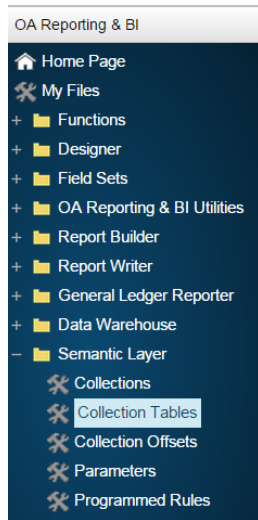 OA Reporting & BI
Home Page
My Files
+ Functions
+ Designer
+ Field Sets
+ OA Reporting & BI Utilities
+ Report Builder
+ Report Writer
+ General Ledger Reporter
+ Data Warehouse
– Semantic Layer
Collections
Collection Tables
Collection Offsets
Parameters
Programmed Rules